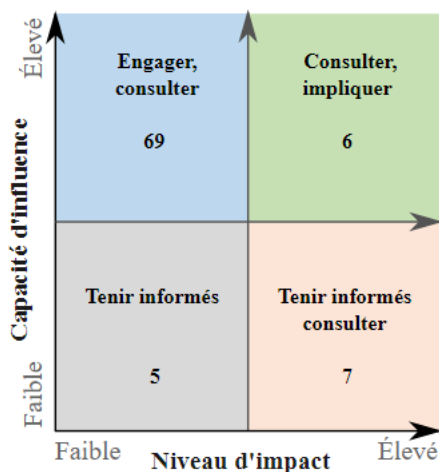 Élevé
Capacité d'influence
Faible
Engager,
consulter
69
Consulter,
impliquer
6
Tenir informés
5
Tenir informés
consulter
7
Faible
Niveau d'impact
Élevé